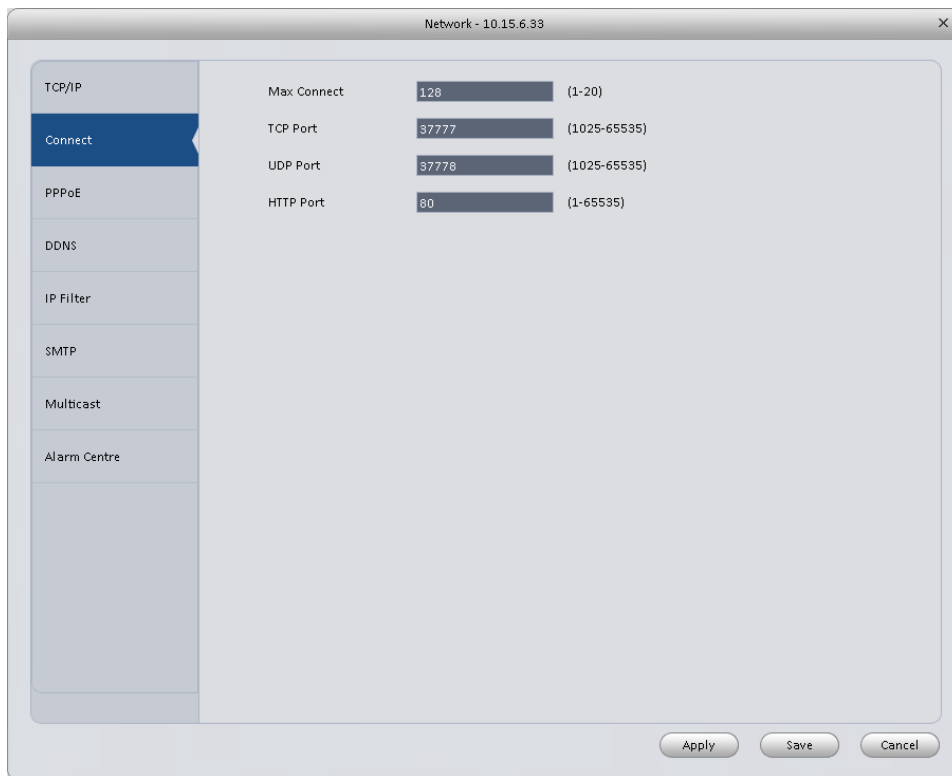 Network - 10.15.6.33
TCP/IP
Connect
PPPoE
DDNS
IP Filter
SMTP
Multicast
Alarm Centre
Max Connect 128 (1-20)
TCP Port 37777 (1025-65535)
UDP Port 37778 (1025-65535)
HTTP Port 80 (1-65535)
Apply Save Cancel